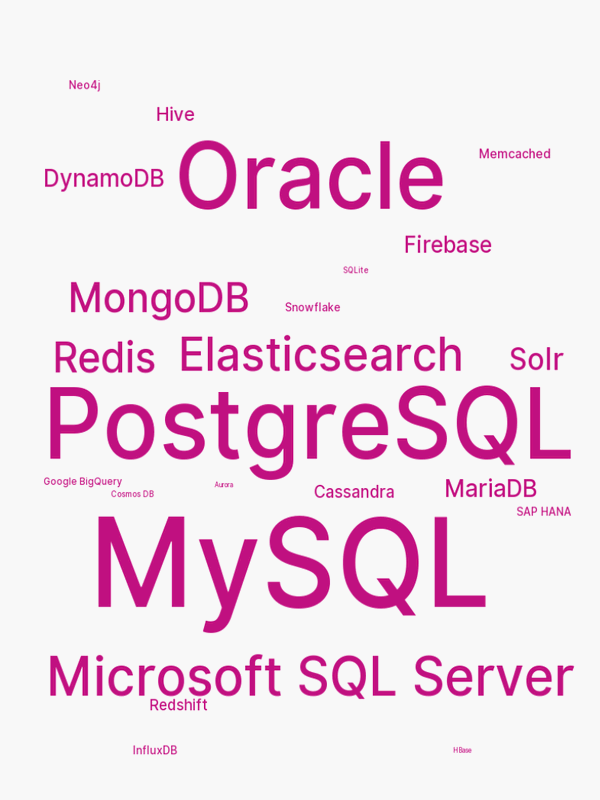 Neo4j
Hive
Memcached
DynamoDB
Oracle
Firebase
SQLite
MongoDB
Snowflake
Redis
Elasticsearch
Solr
PostgreSQL
Google BigQuery
Cosmos DB
Aurora
Cassandra
MariaDB
SAP HANA
MySQL
Microsoft SQL Server
Redshift
InfluxDB
HBase